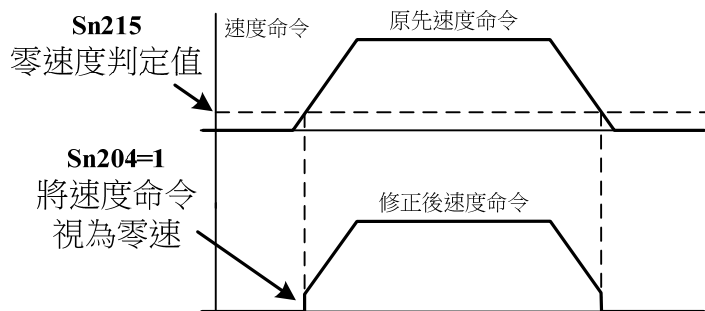 Sn215
零速度判定值
速度命令
原先速度命令
Sn204=1
將速度命令
視為零速
修正後速度命令